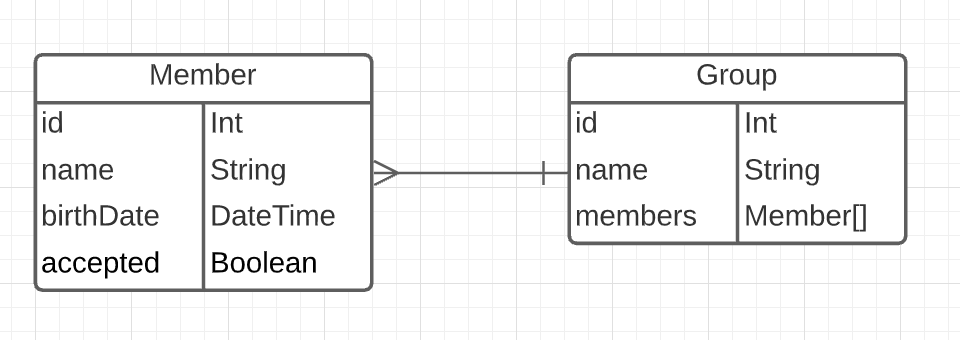 Member
id Int
name String
birthDate DateTime
accepted Boolean
Group
id Int
name String
members Member[]